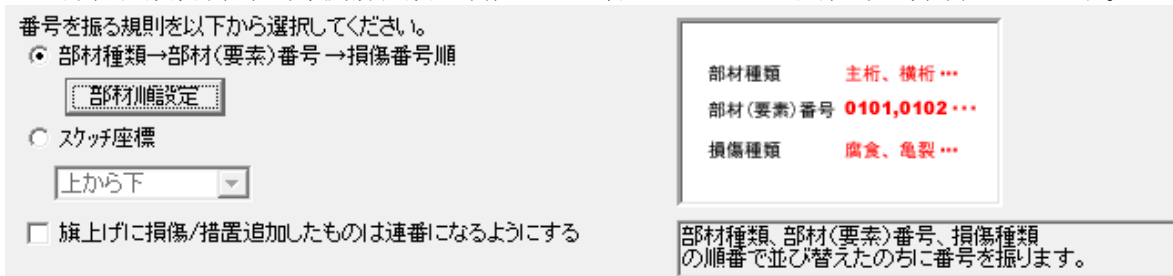 番号を振る規則を以下から選択してください。
部材種類→部材(要素)番号→損傷番号順
部材順設定
スケッチ座標
上から下
旗上げに損傷/措置追加したものは連番になるようにする
部材種類 主桁、横桁…
部材(要素)番号 0101,0102…
損傷種類 腐食、亀裂…
部材種類、部材(要素)番号、損傷種類
の順番で並び替えたのちに番号を振ります。